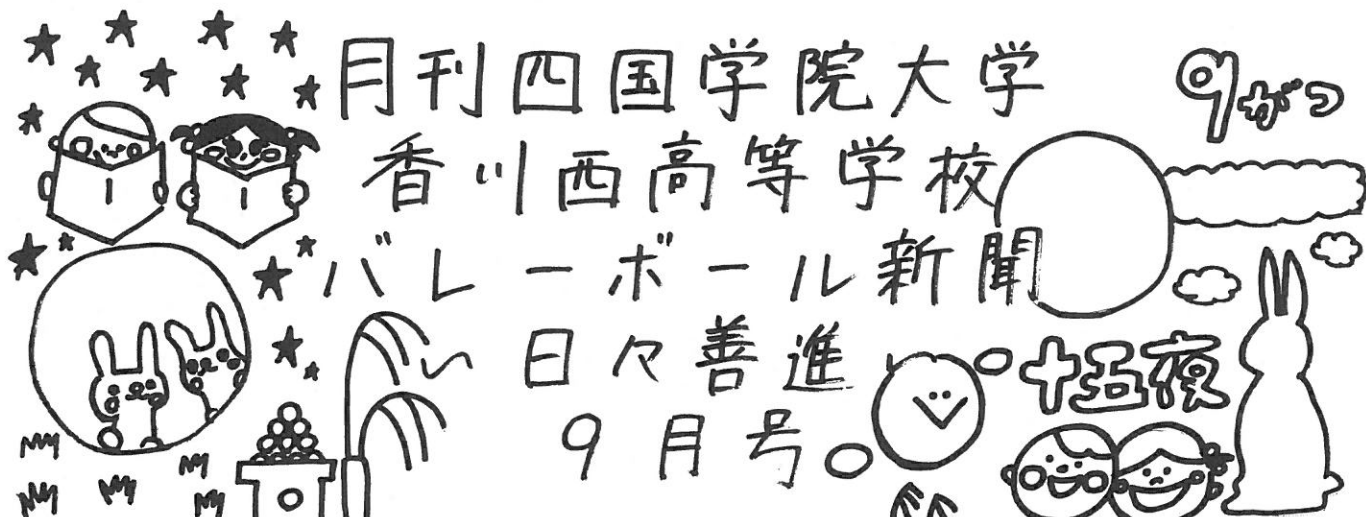 月刊四国学院大学
香川西高等学校
バレーボール新聞
～日々善進
9月号
9がつ
十五夜